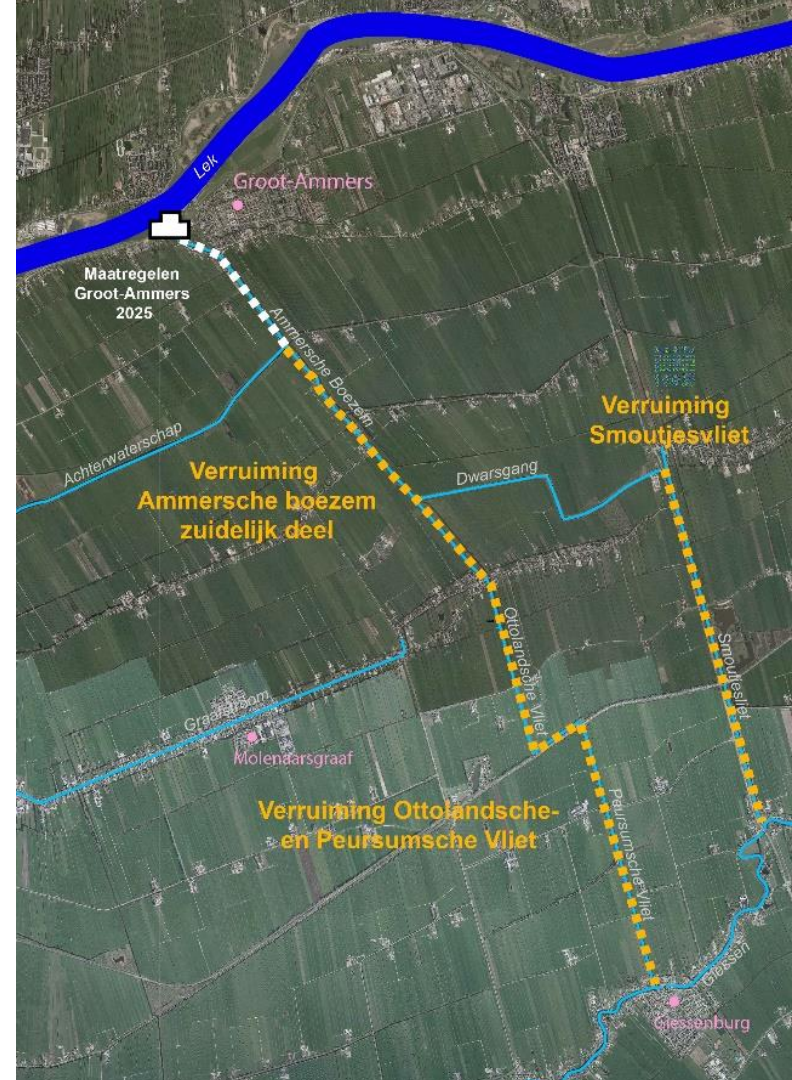 Lek
Groot-Ammers
Maatregelen
Groot-Ammers
2025
Ammersche Boezem
Verruiming
Smoutjesvliet
Achterwaterschap
Verruiming
Ammersche boezem
zuidelijk deel
Dwarsgang
Ottolandsche Vliet
Smoutjesliet
Graafstroom
Molenaarsgraaf
Verruiming Ottolandsche-
en Peursumsche Vliet
Peursumsche Vliet
Giessen
Giessenburg